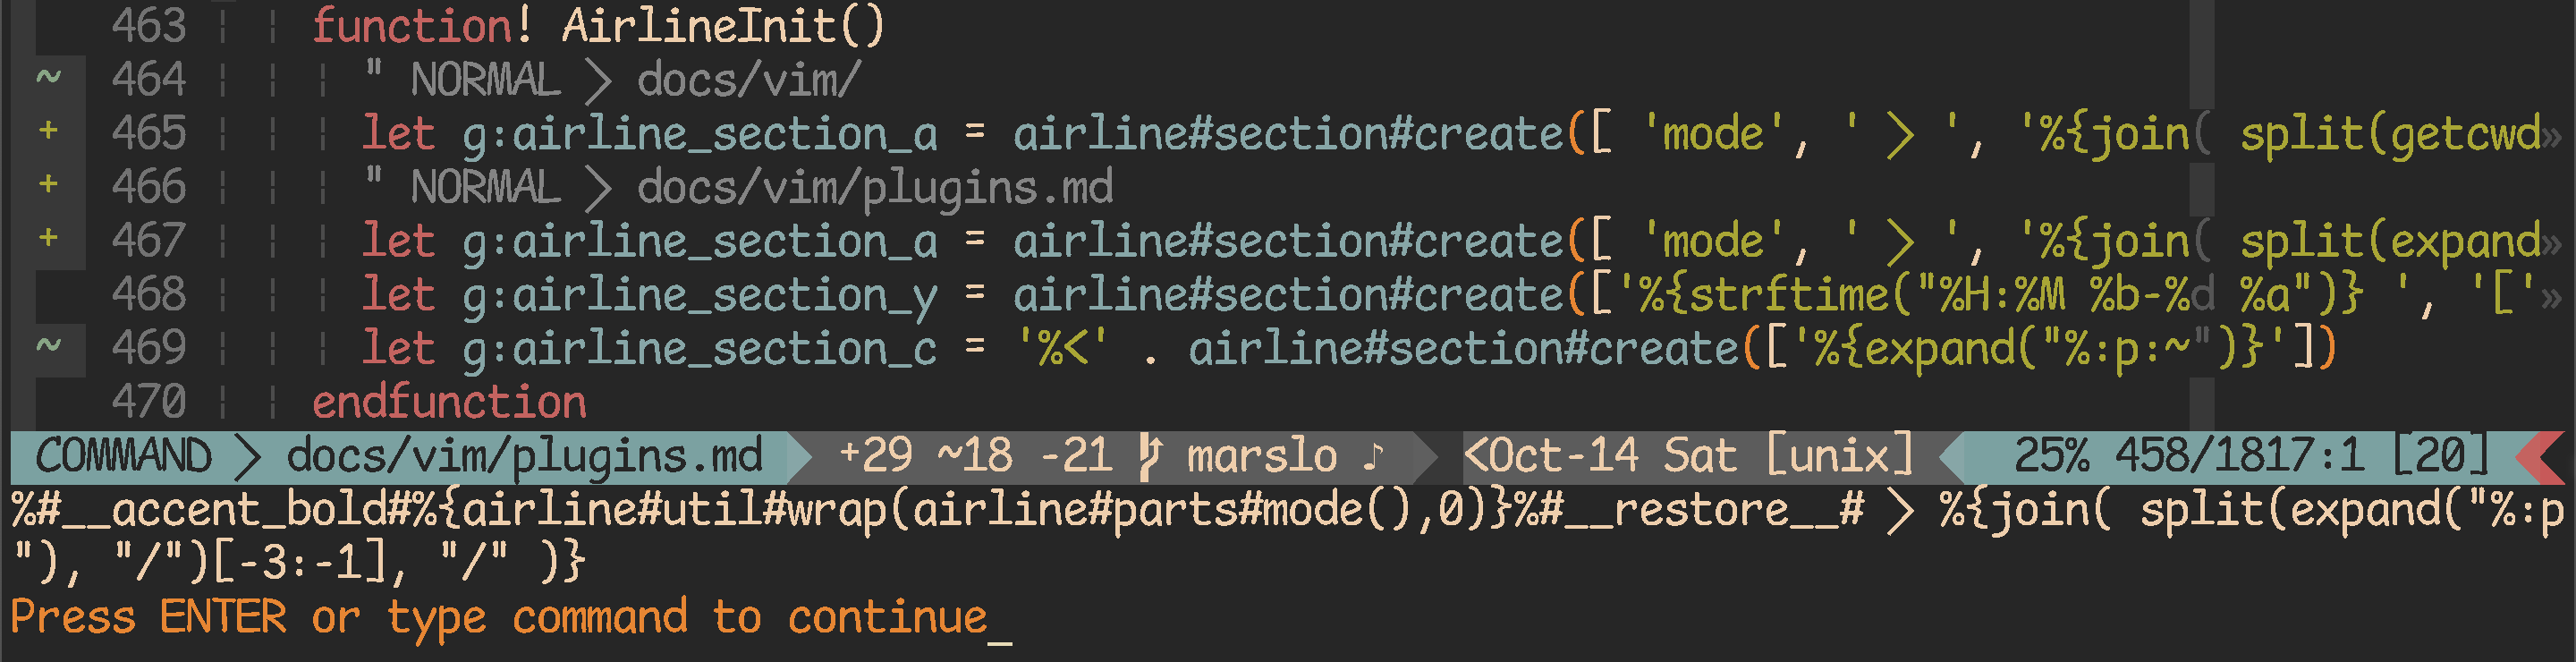 463 ¦ ¦ function! AirlineInit()
~ 464 ¦ ¦ ¦ " NORMAL > docs/vim/
+ 465 ¦ ¦ ¦ let g:airline_section_a = airline#section#create([ 'mode', ' > ', '%{join( split(getcwd»
+ 466 ¦ ¦ ¦ " NORMAL > docs/vim/plugins.md
+ 467 ¦ ¦ ¦ let g:airline_section_a = airline#section#create([ 'mode', ' > ', '%{join( split(expand»
468 ¦ ¦ ¦ let g:airline_section_y = airline#section#create(['%{strftime("%H:%M %b-%d %a")} ', '['»
~ 469 ¦ ¦ ¦ let g:airline_section_c = '%<' . airline#section#create(['%{expand("%:p:~")}'])
470 ¦ ¦ endfunction
COMMAND > docs/vim/plugins.md +29 ~18 -21 marslo ♪ <Oct-14 Sat [unix] 25% 458/1817:1 [20]
%#__accent_bold#%{airline#util#wrap(airline#parts#mode(),0)}%#__restore__# > %{join( split(expand("%:p
"), "/")[-3:-1], "/" )}
Press ENTER or type command to continue_